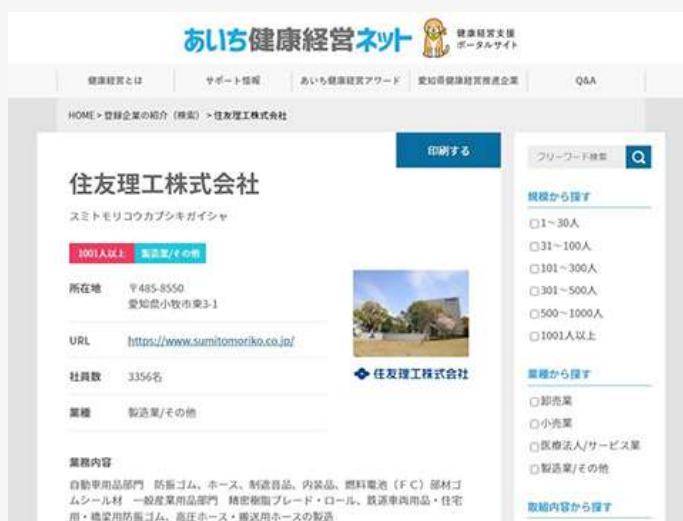 あいち健康経営ネット
健康経営支援
ポータルサイト
健康経営とは
サポート情報
あいち健康経営アワード
愛知県健康経営推進企業
Q&A
HOME > 登録企業の紹介（検索） > 住友理工株式会社
印刷する
住友理工株式会社
スミトモリコウカブシキガイシャ
1001人以上
製造業/その他
所在地
〒485-8550
愛知県小牧市東3-1
URL
https://www.sumitomoriko.co.jp/
社員数
3356名
業種
製造業/その他
住友理工株式会社
業務内容
自動車用品部門　防振ゴム、ホース、制遮音品、内装品、燃料電池（ＦＣ）部材ゴ
ムシール材　一般産業用品部門　精密樹脂ブレード・ロール、鉄道車両用品・住宅
用・橋梁用防振ゴム、高圧ホース・搬送用ホースの製造
フリーワード検索
規模から探す
1～30人
31～100人
101～300人
301～500人
500～1000人
1001人以上
業種から探す
卸売業
小売業
医療法人/サービス業
製造業/その他
取組内容から探す